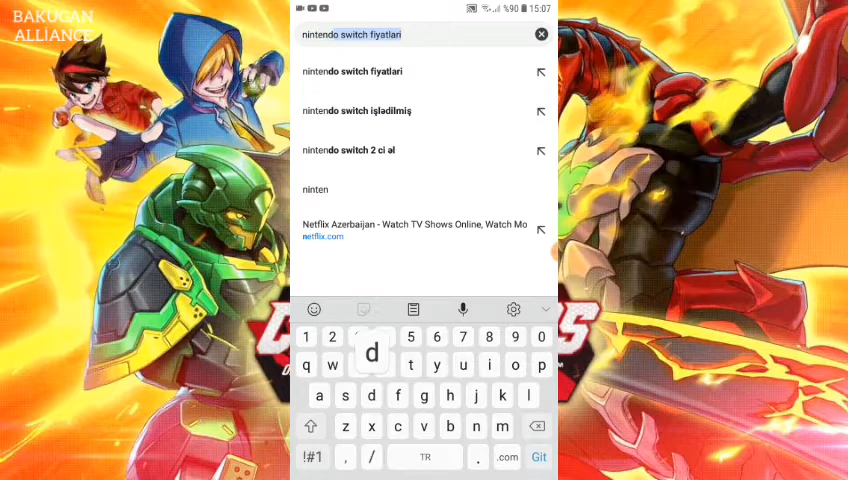 BAKUGAN
ALLIANCE
%90 15:07
nintendo switch fiyatlari
nintendo switch fiyatlari
nintendo switch işlədilmiş
nintendo switch 2 ci əl
ninten
Netflix Azerbaijan - Watch TV Shows Online, Watch Mo
netflix.com
1 2 5 6 7 8 9 0
q w d t y u i o p
a s d f g h j k l
z x c v b n m
!#1 , / TR . .com Git